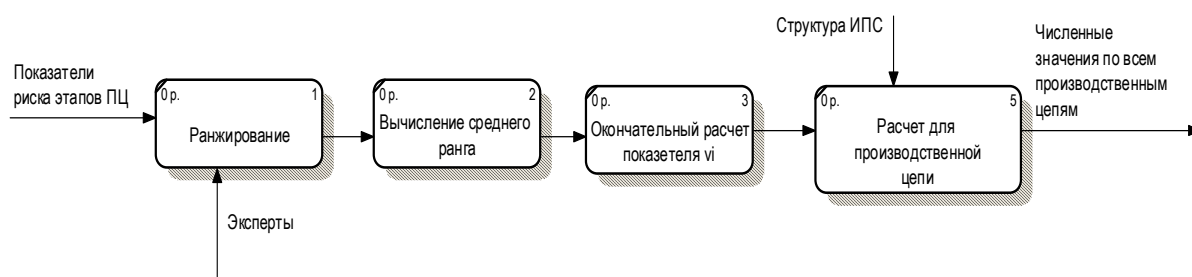 Структура ИПС
Численные
значения по всем
производственным
цепям
Показатели
риска этапов ПЦ
0 р.
1
Ранжирование
0 р.
2
Вычисление среднего
ранга
0 р.
3
Окончательный расчет
показетеля vi
0 р.
5
Расчет для
производственной
цепи
Эксперты